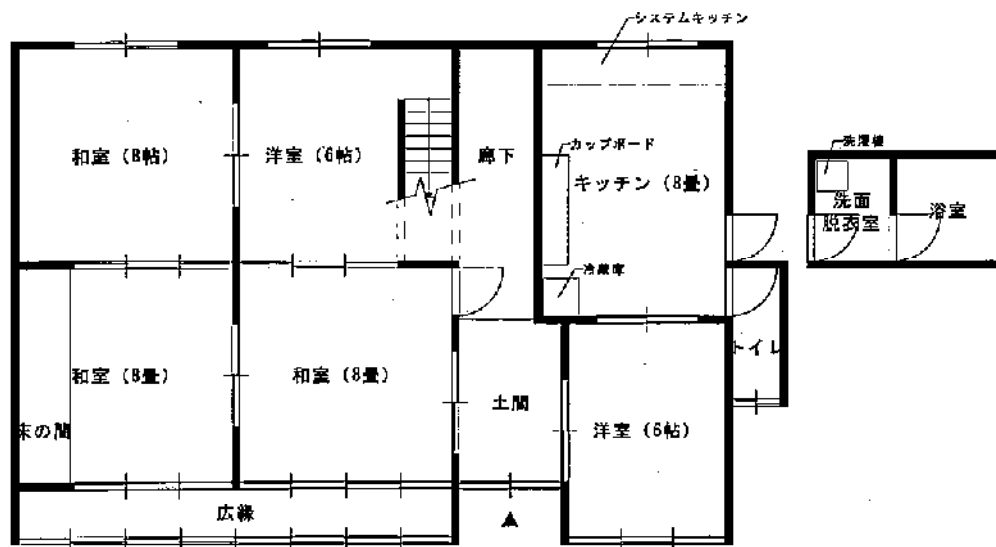 システムキッチン
和室(8帖)
洋室(6帖)
廊下
カップボード
キッチン(8畳)
冷蔵庫
洗濯機
洗面
脱衣室
浴室
和室(8畳)
和室(8畳)
土間
トイレ
床の間
洋室(6帖)
広縁